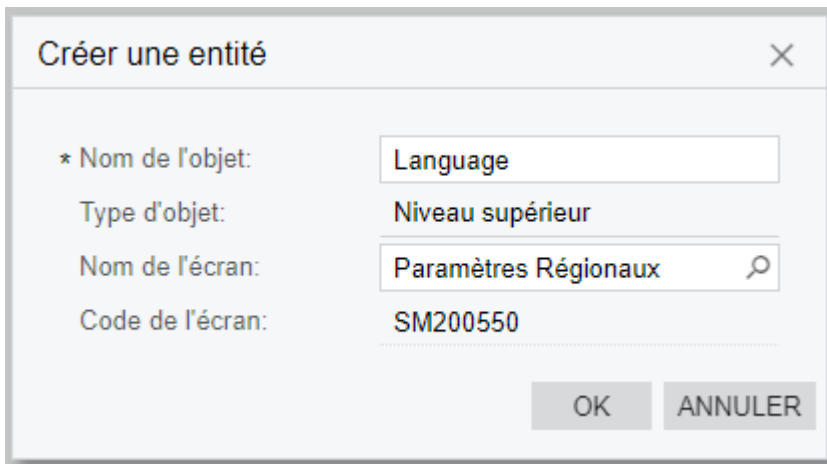 Créer une entité
* Nom de l'objet: Language
Type d'objet: Niveau supérieur
Nom de l'écran: Paramètres Régionaux
Code de l'écran: SM200550
OK ANNULER